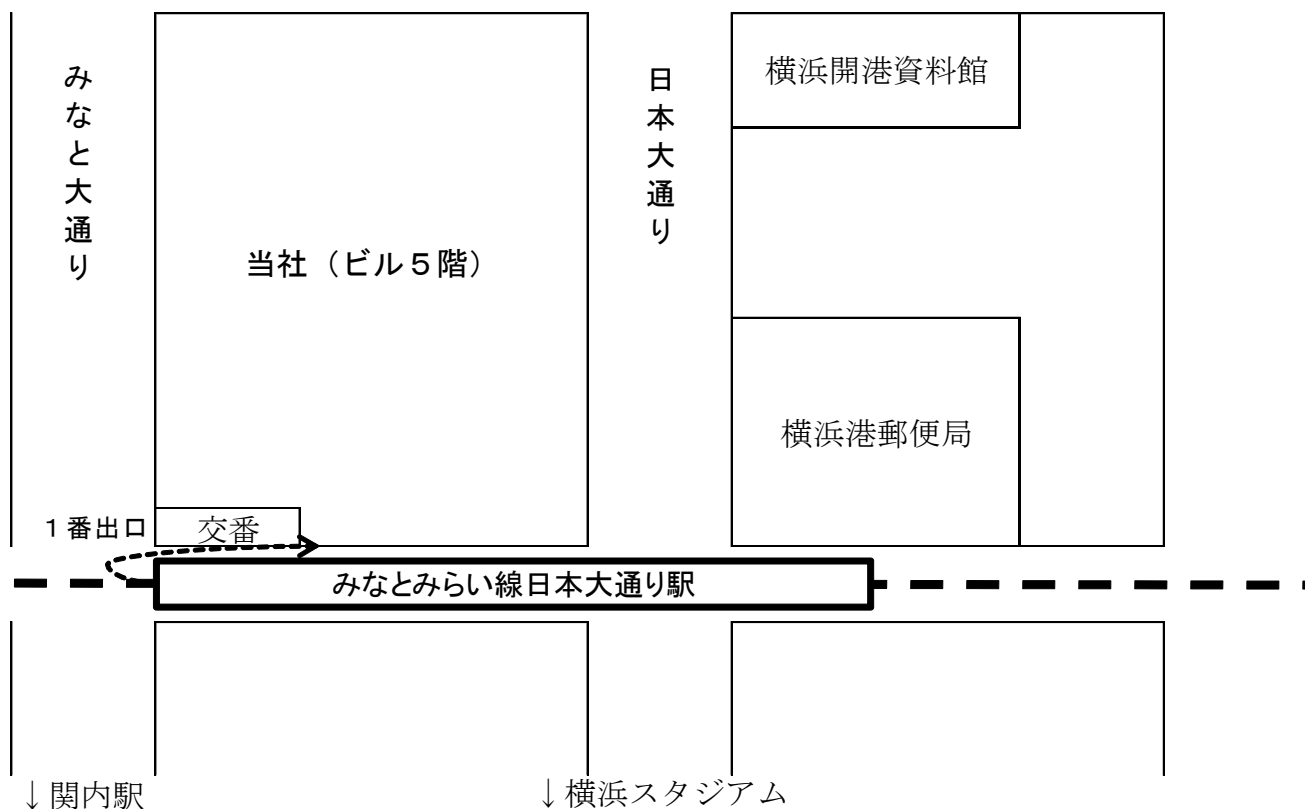 みなと大通り
日本大通り
横浜開港資料館
当社（ビル５階）
横浜港郵便局
１番出口
交番
みなとみらい線日本大通り駅
↓関内駅
↓横浜スタジアム